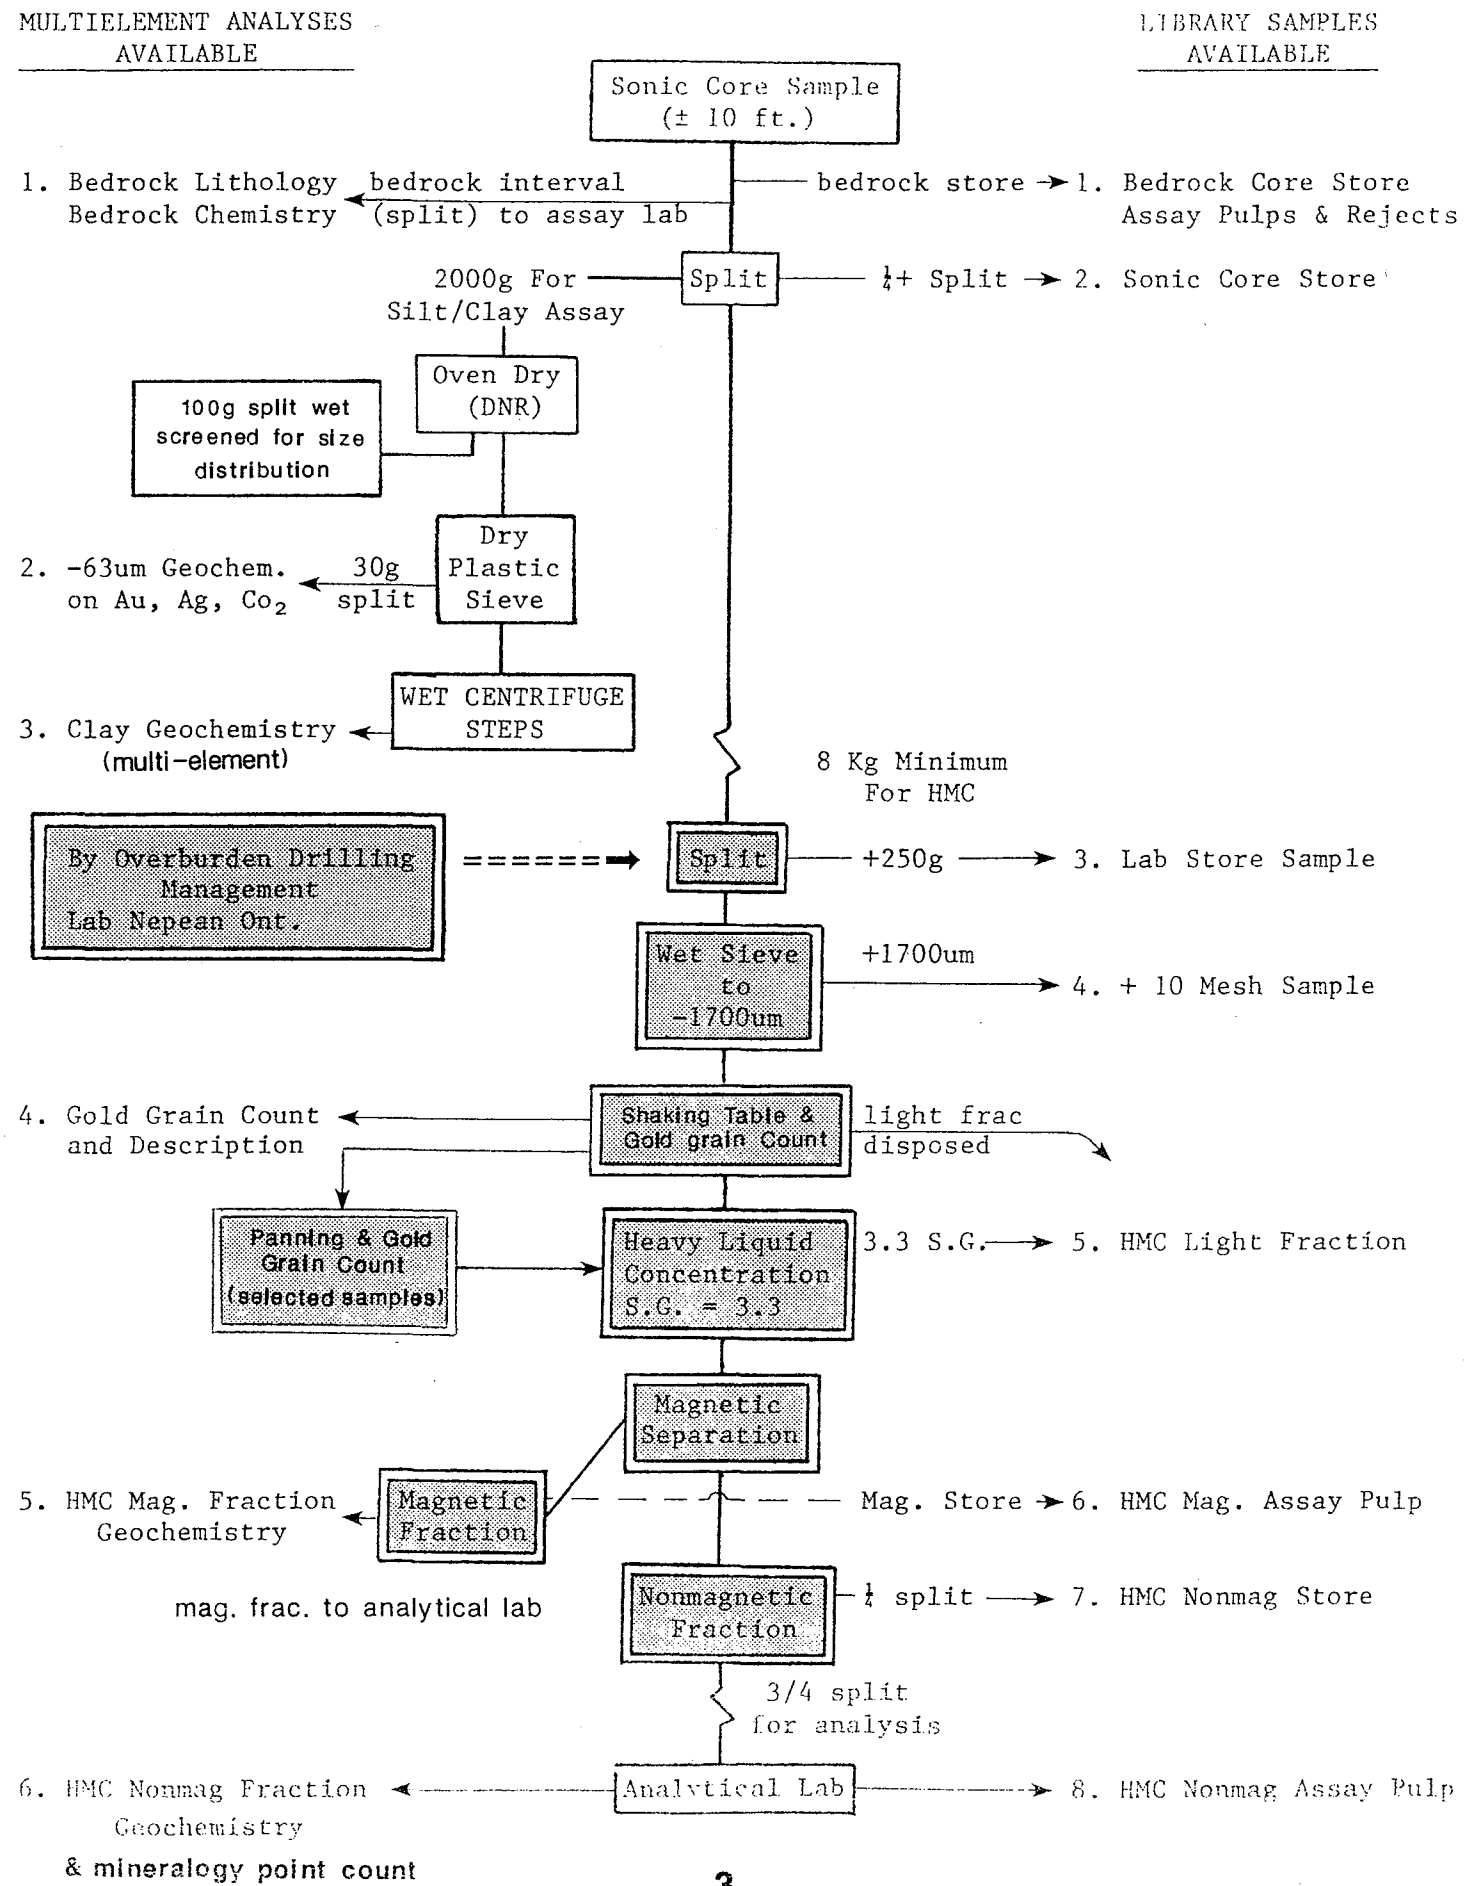 MULTIELEMENT ANALYSES
AVAILABLE
LIBRARY SAMPLES
AVAILABLE
Sonic Core Sample
(± 10 ft.)
1. Bedrock Lithology
Bedrock Chemistry
bedrock interval
(split) to assay lab
bedrock store
1. Bedrock Core Store
Assay Pulps & Rejects
2000g For
Silt/Clay Assay
Split
¼+ Split
2. Sonic Core Store
Oven Dry
(DNR)
100g split wet
screened for size
distribution
Dry
Plastic
Sieve
2. -63um Geochem.
on Au, Ag, Co₂
30g
split
WET CENTRIFUGE
STEPS
3. Clay Geochemistry
(multi-element)
8 Kg Minimum
For HMC
By Overburden Drilling
Management
Lab Nepean Ont.
Split
+250g
3. Lab Store Sample
Wet Sieve
to
-1700um
+1700um
4. + 10 Mesh Sample
4. Gold Grain Count
and Description
Shaking Table &
Gold grain Count
light frac
disposed
Panning & Gold
Grain Count
(selected samples)
Heavy Liquid
Concentration
S.G. = 3.3
3.3 S.G.
5. HMC Light Fraction
Magnetic
Separation
5. HMC Mag. Fraction
Geochemistry
Magnetic
Fraction
Mag. Store
6. HMC Mag. Assay Pulp
mag. frac. to analytical lab
Nonmagnetic
Fraction
¼ split
7. HMC Nonmag Store
3/4 split
for analysis
6. HMC Nonmag Fraction
Geochemistry
& mineralogy point count
Analytical Lab
8. HMC Nonmag Assay Pulp
3